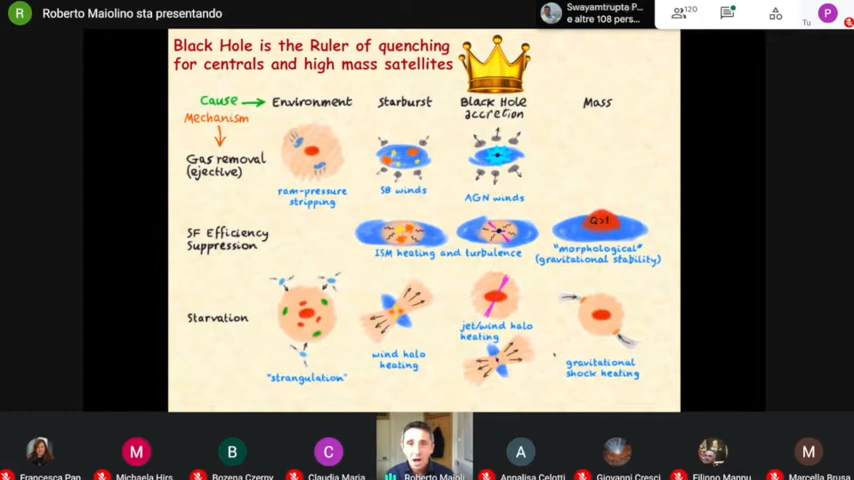 R
Roberto Maiolino sta presentando
Swayamtrupta P...
e altre 108 pers...
120
Tu
P
Black Hole is the Ruler of quenching
for centrals and high mass satellites
Cause
Environment
Starburst
Black Hole
accretion
Mass
Mechanism
Gas removal
(ejective)
ram-pressure
stripping
SB winds
AGN winds
SF Efficiency
Suppression
Q>1
ISM heating and turbulence
"morphological"
(gravitational stability)
Starvation
"strangulation"
wind halo
heating
jet/wind halo
heating
gravitational
shock heating
M
B
C
A
M
Francesca Pan
Michaela Hirs
Bozena Czerny
Claudia Maria
Roberto Maioli
Annalisa Celotti
Giovanni Cresci
Filippo Mannu
Marcella Brusa